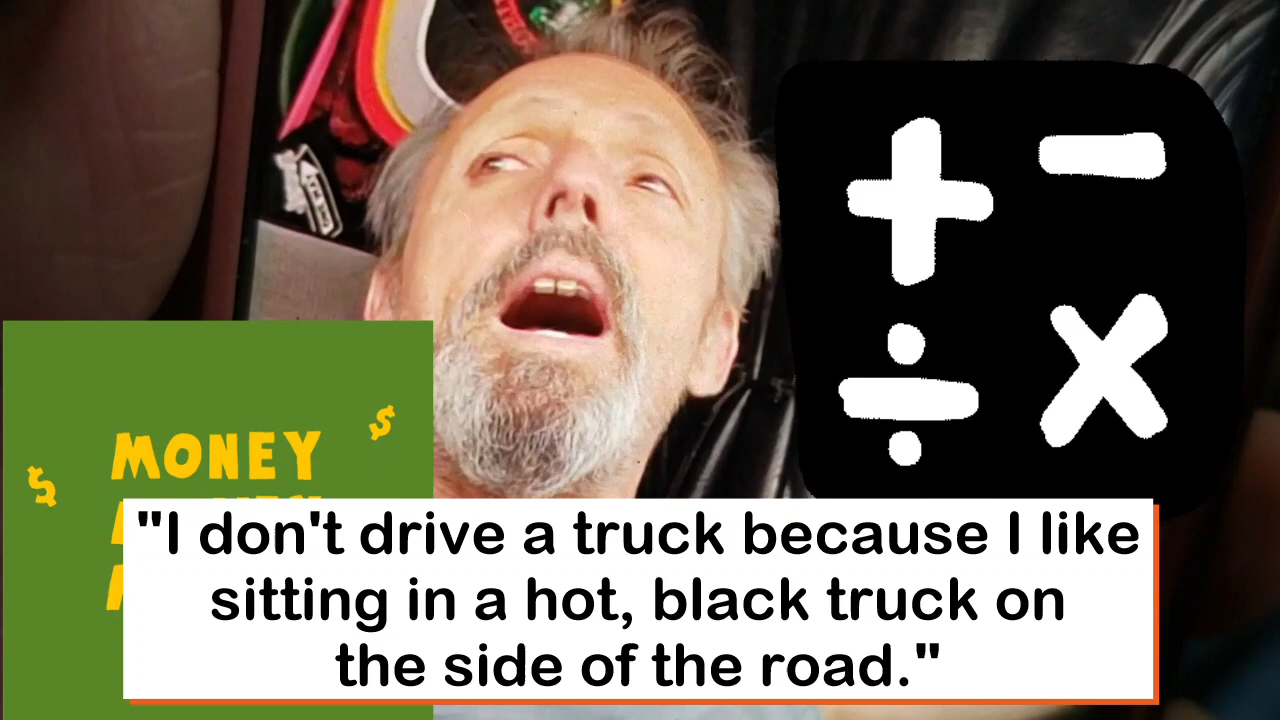 MONEY
"I don't drive a truck because I like
sitting in a hot, black truck on
the side of the road."